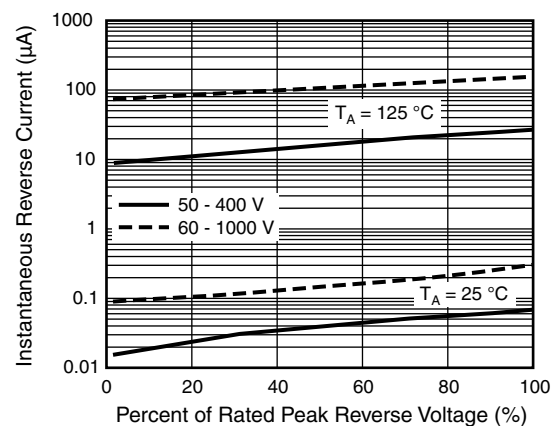 Instantaneous Reverse Current (µA)
1000
100
10
1
0.1
0.01
T_A = 125 °C
50 - 400 V
60 - 1000 V
T_A = 25 °C
0
20
40
60
80
100
Percent of Rated Peak Reverse Voltage (%)